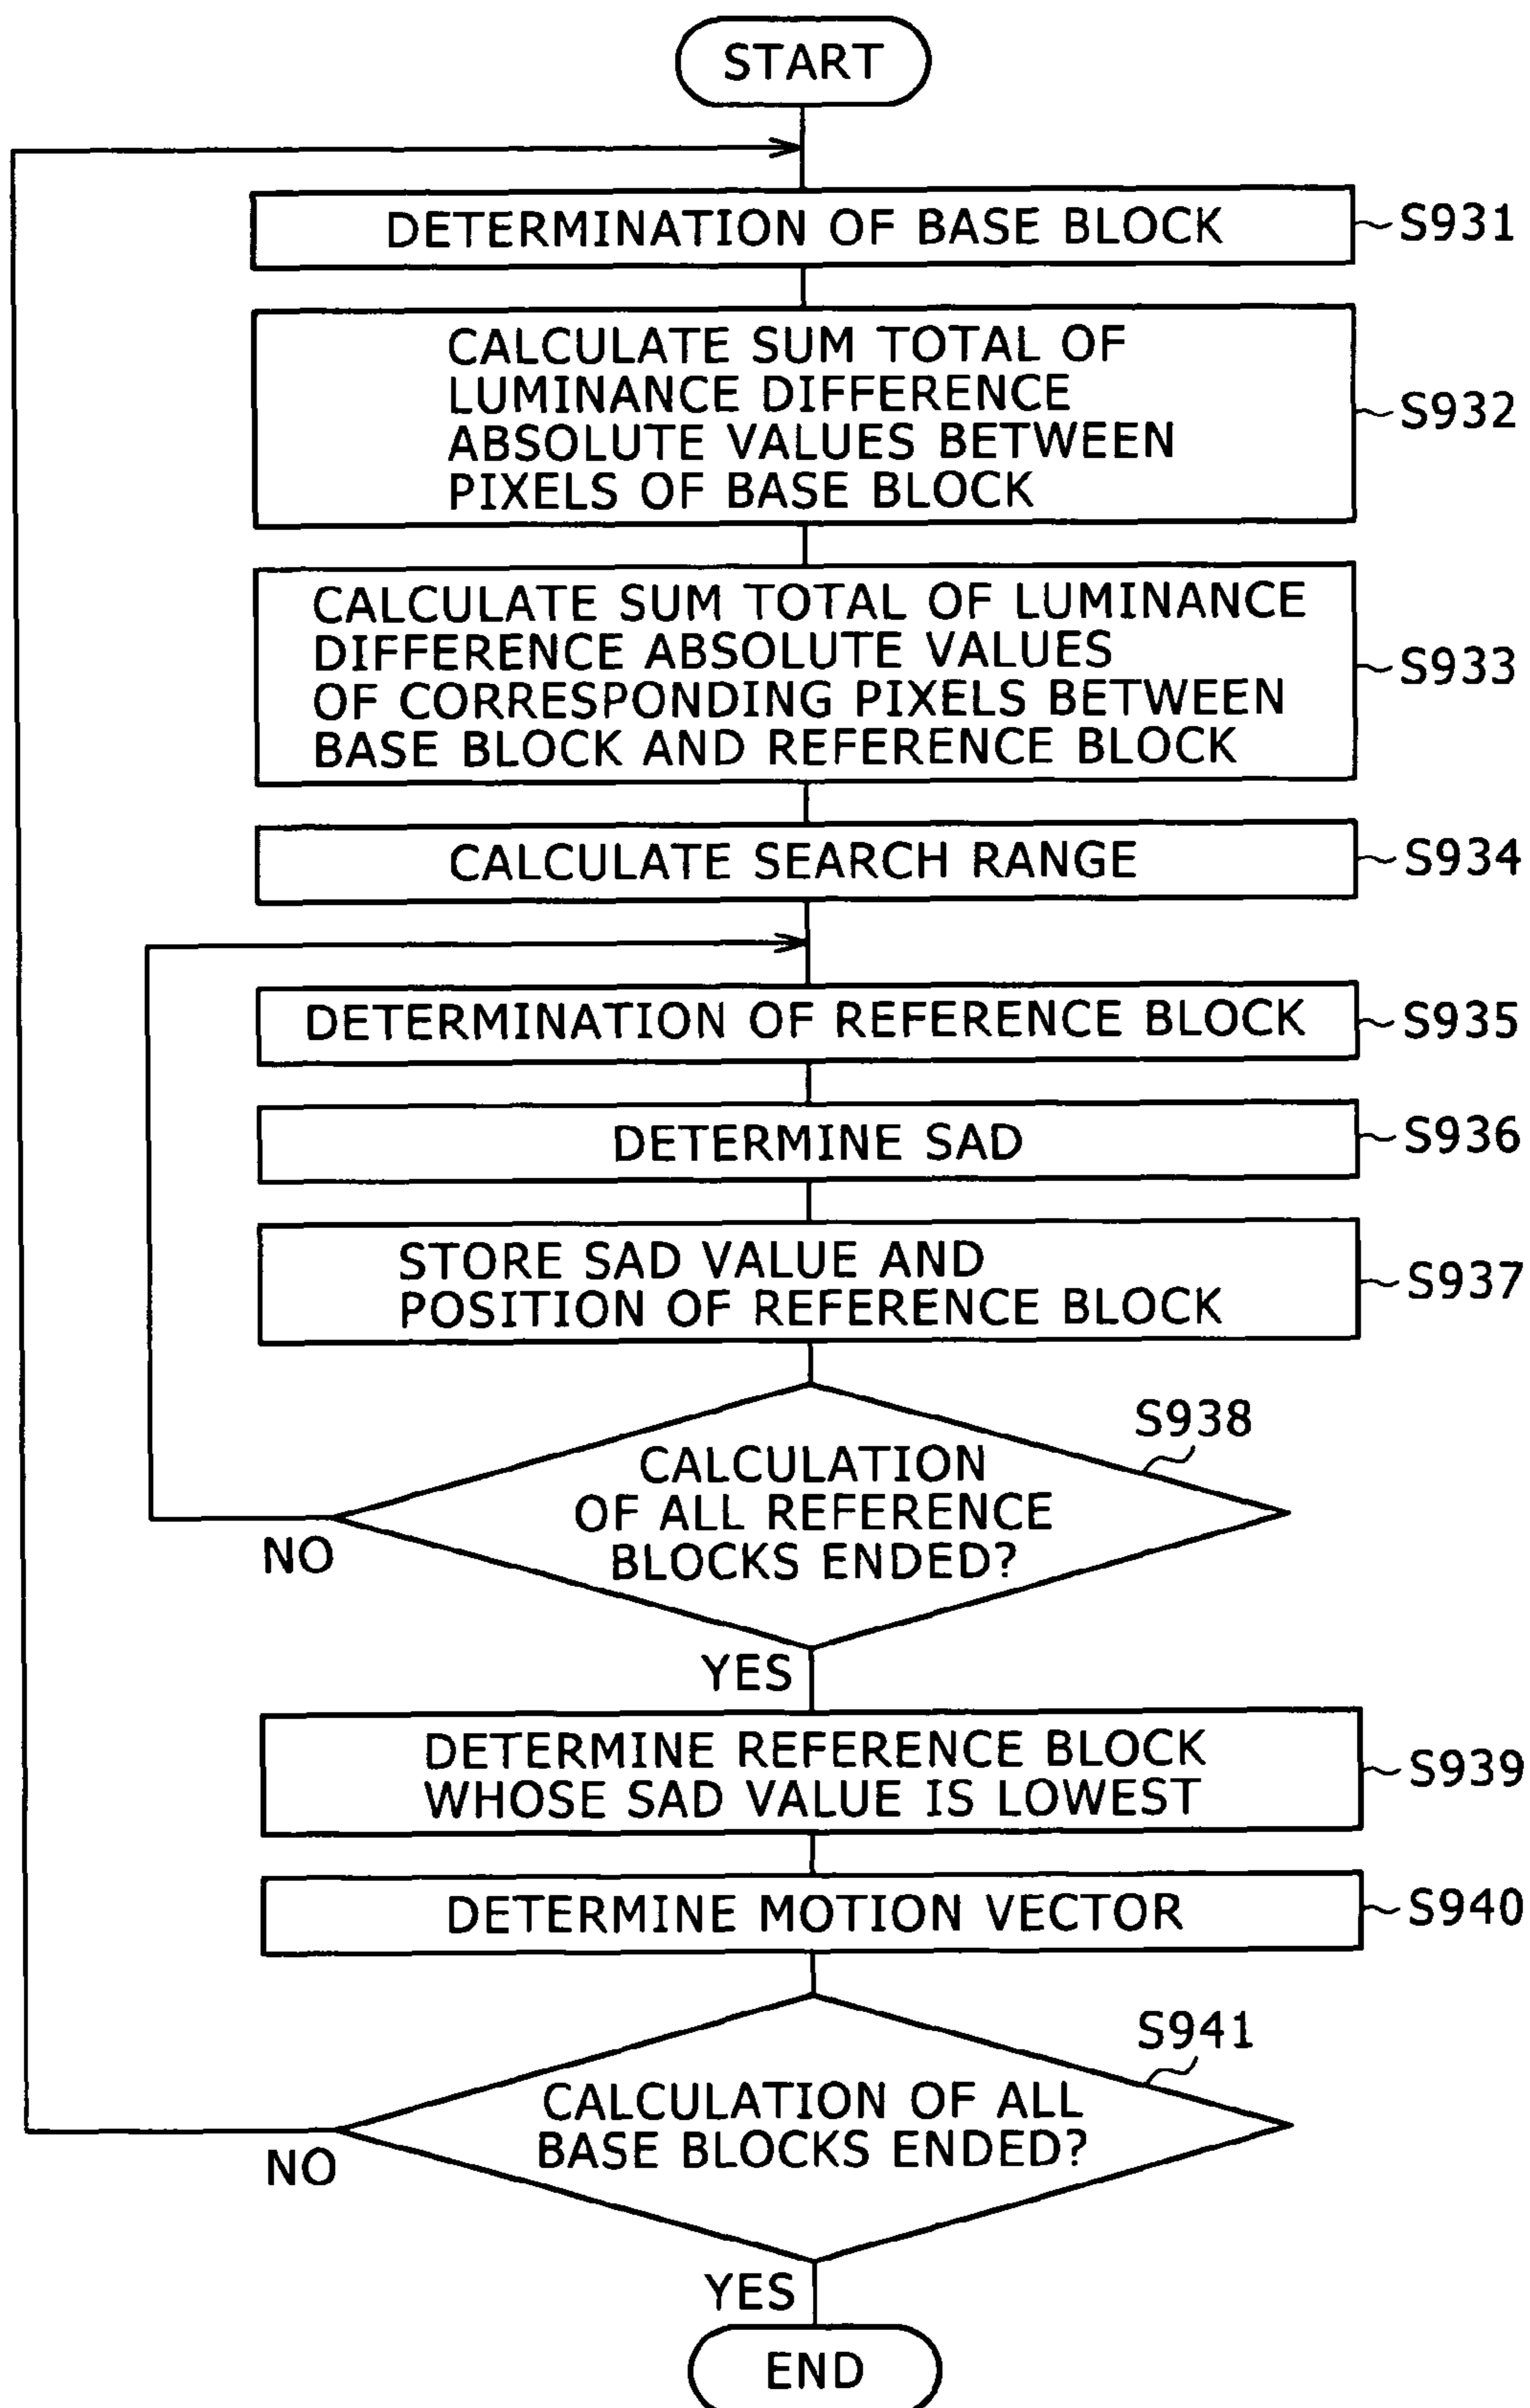 START
DETERMINATION OF BASE BLOCK
S931
CALCULATE SUM TOTAL OF
LUMINANCE DIFFERENCE
ABSOLUTE VALUES BETWEEN
PIXELS OF BASE BLOCK
S932
CALCULATE SUM TOTAL OF LUMINANCE
DIFFERENCE ABSOLUTE VALUES
OF CORRESPONDING PIXELS BETWEEN
BASE BLOCK AND REFERENCE BLOCK
S933
CALCULATE SEARCH RANGE
S934
DETERMINATION OF REFERENCE BLOCK
S935
DETERMINE SAD
S936
STORE SAD VALUE AND
POSITION OF REFERENCE BLOCK
S937
S938
CALCULATION
OF ALL REFERENCE
BLOCKS ENDED?
NO
YES
DETERMINE REFERENCE BLOCK
WHOSE SAD VALUE IS LOWEST
S939
DETERMINE MOTION VECTOR
S940
S941
CALCULATION OF ALL
BASE BLOCKS ENDED?
NO
YES
END